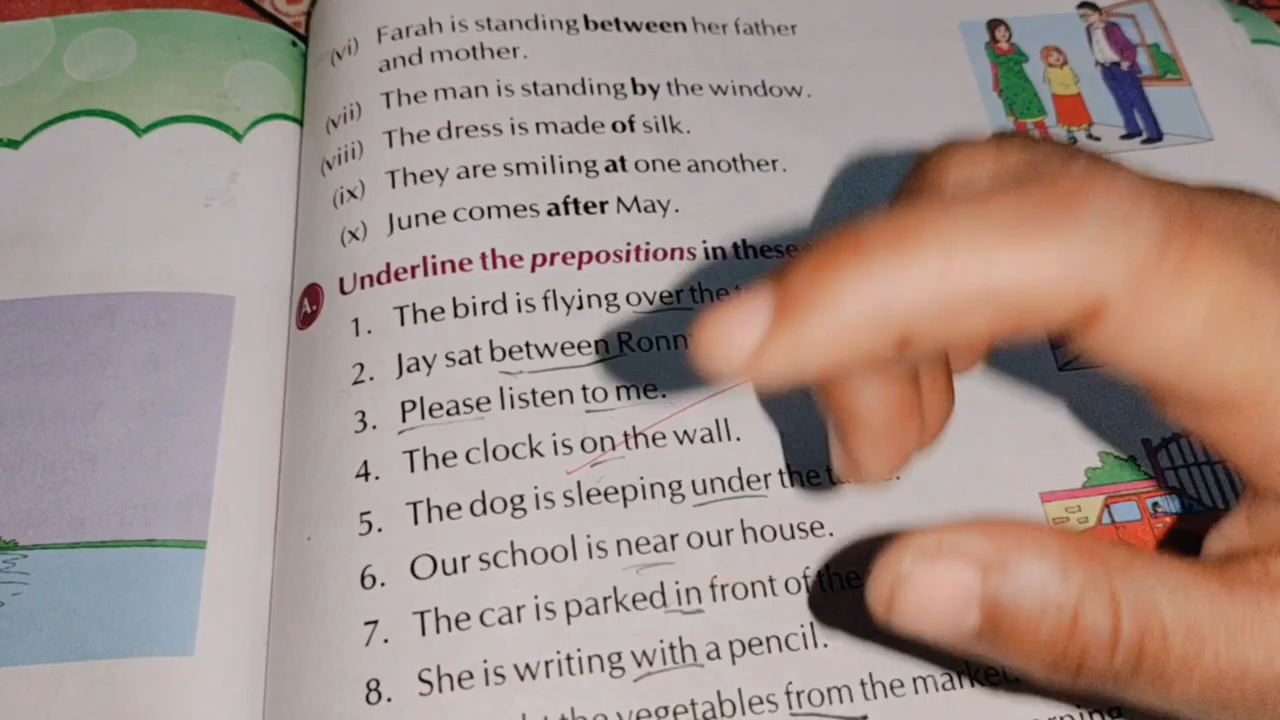 (vi) Farah is standing between her father
and mother.
(vii) The man is standing by the window.
(viii) The dress is made of silk.
(ix) They are smiling at one another.
(x) June comes after May.
A. Underline the prepositions in these
1. The bird is flying over the
2. Jay sat between
3. Please listen to me.
4. The clock is on the wall.
5. The dog is sleeping under the
6. Our school is near our house.
7. The car is parked in front of the
8. She is writing with a pencil.
the vegetables from the market.